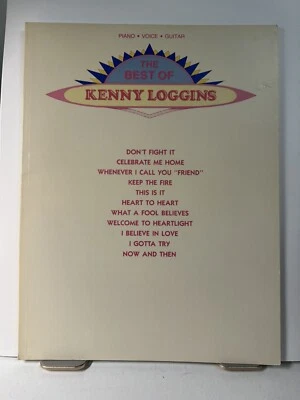 PIANO • VOICE • GUITAR
THE
BEST OF
KENNY LOGGINS
DON'T FIGHT IT
CELEBRATE ME HOME
WHENEVER I CALL YOU "FRIEND"
KEEP THE FIRE
THIS IS IT
HEART TO HEART
WHAT A FOOL BELIEVES
WELCOME TO HEARTLIGHT
I BELIEVE IN LOVE
I GOTTA TRY
NOW AND THEN